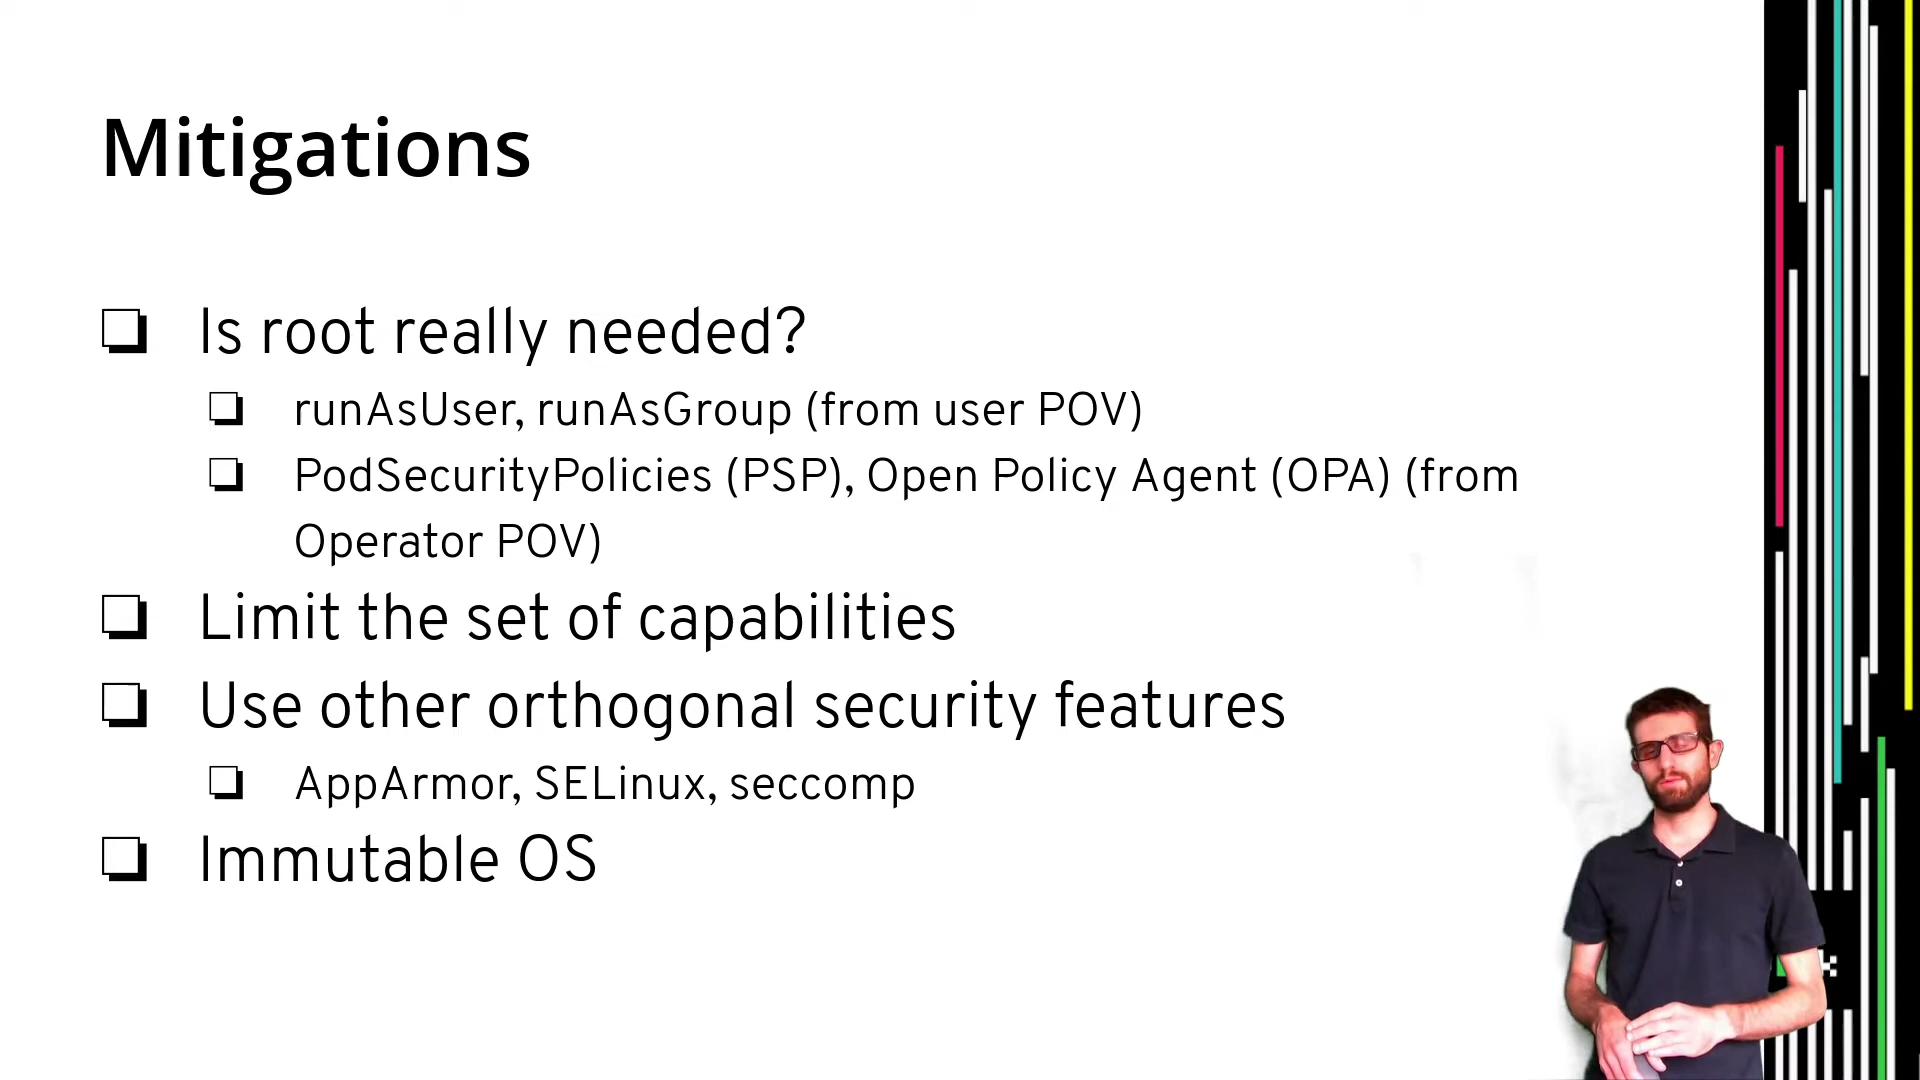 Mitigations
Is root really needed?
runAsUser, runAsGroup (from user POV)
PodSecurityPolicies (PSP), Open Policy Agent (OPA) (from
Operator POV)
Limit the set of capabilities
Use other orthogonal security features
AppArmor, SELinux, seccomp
Immutable OS